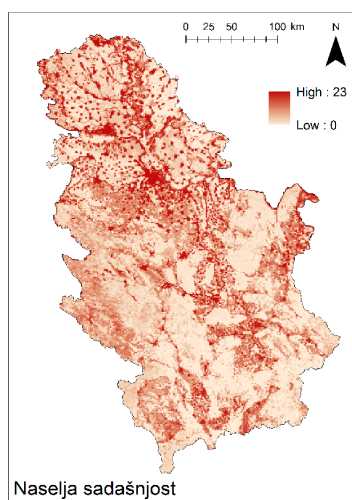 0 25 50 100 km
N
High : 23
Low : 0
Naselja sadašnjost